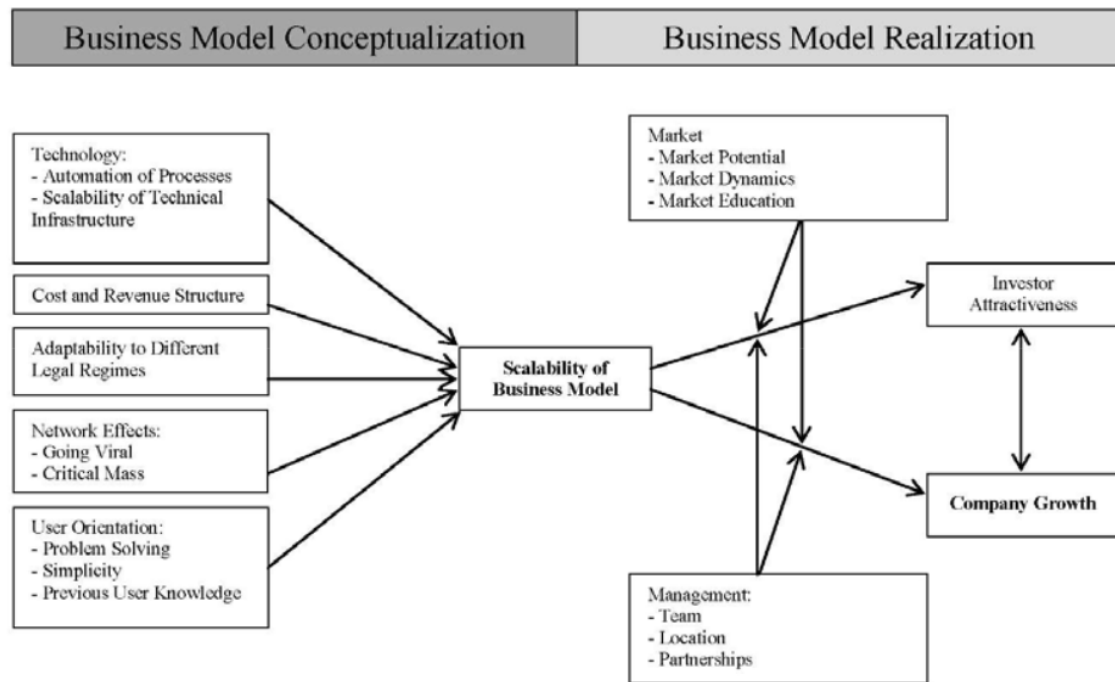 Business Model Conceptualization
Business Model Realization
Technology:
- Automation of Processes
- Scalability of Technical
Infrastructure
Cost and Revenue Structure
Adaptability to Different
Legal Regimes
Network Effects:
- Going Viral
- Critical Mass
User Orientation:
- Problem Solving
- Simplicity
- Previous User Knowledge
Scalability of
Business Model
Market
- Market Potential
- Market Dynamics
- Market Education
Management:
- Team
- Location
- Partnerships
Investor
Attractiveness
Company Growth